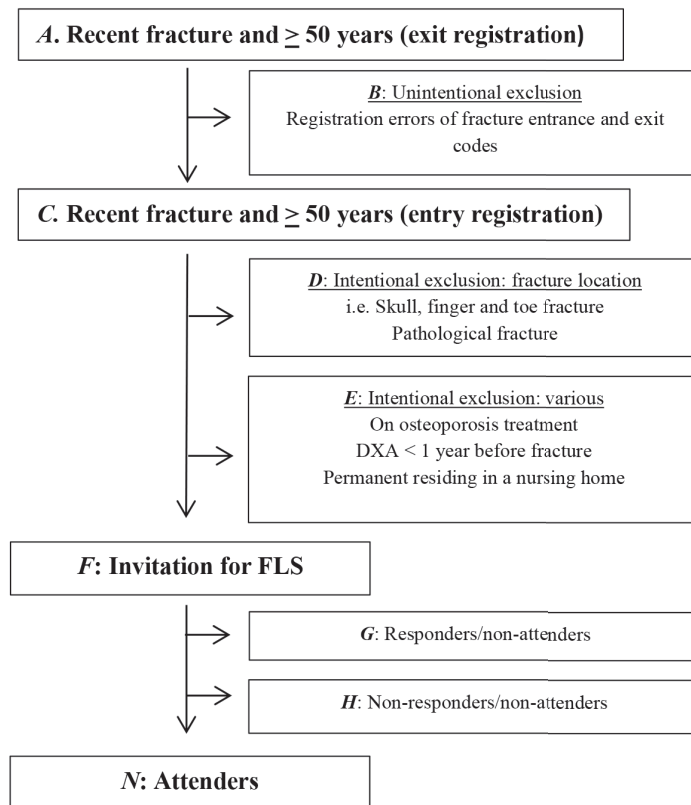 A. Recent fracture and ≥ 50 years (exit registration)
B: Unintentional exclusion
Registration errors of fracture entrance and exit
codes
C. Recent fracture and ≥ 50 years (entry registration)
D: Intentional exclusion: fracture location
i.e. Skull, finger and toe fracture
Pathological fracture
E: Intentional exclusion: various
On osteoporosis treatment
DXA < 1 year before fracture
Permanent residing in a nursing home
F: Invitation for FLS
G: Responders/non-attenders
H: Non-responders/non-attenders
N: Attenders